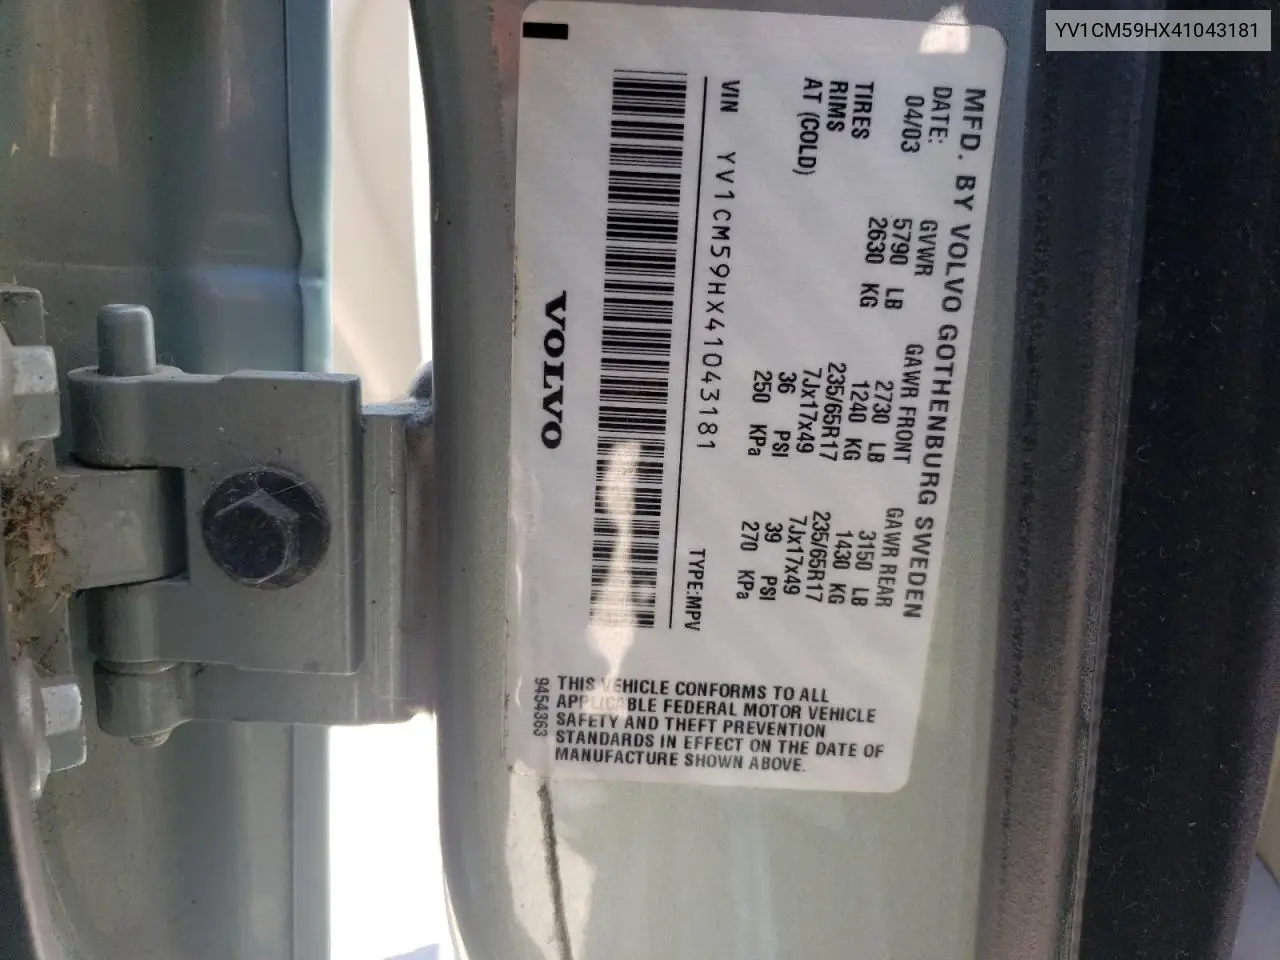 YV1CM59HX41043181
MFD. BY VOLVO GOTHENBURG SWEDEN
DATE: GVWR GAWR FRONT GAWR REAR
04/03 5790 LB 2730 LB 3150 LB
2630 KG 1240 KG 1430 KG
TIRES 235/65R17 235/65R17
RIMS 7Jx17x49 7Jx17x49
AT (COLD) 36 PSI 39 PSI
250 KPa 270 KPa
VIN YV1CM59HX41043181 TYPE:MPV
VOLVO
THIS VEHICLE CONFORMS TO ALL
APPLICABLE FEDERAL MOTOR VEHICLE
SAFETY AND THEFT PREVENTION
STANDARDS IN EFFECT ON THE DATE OF
MANUFACTURE SHOWN ABOVE.
9454363